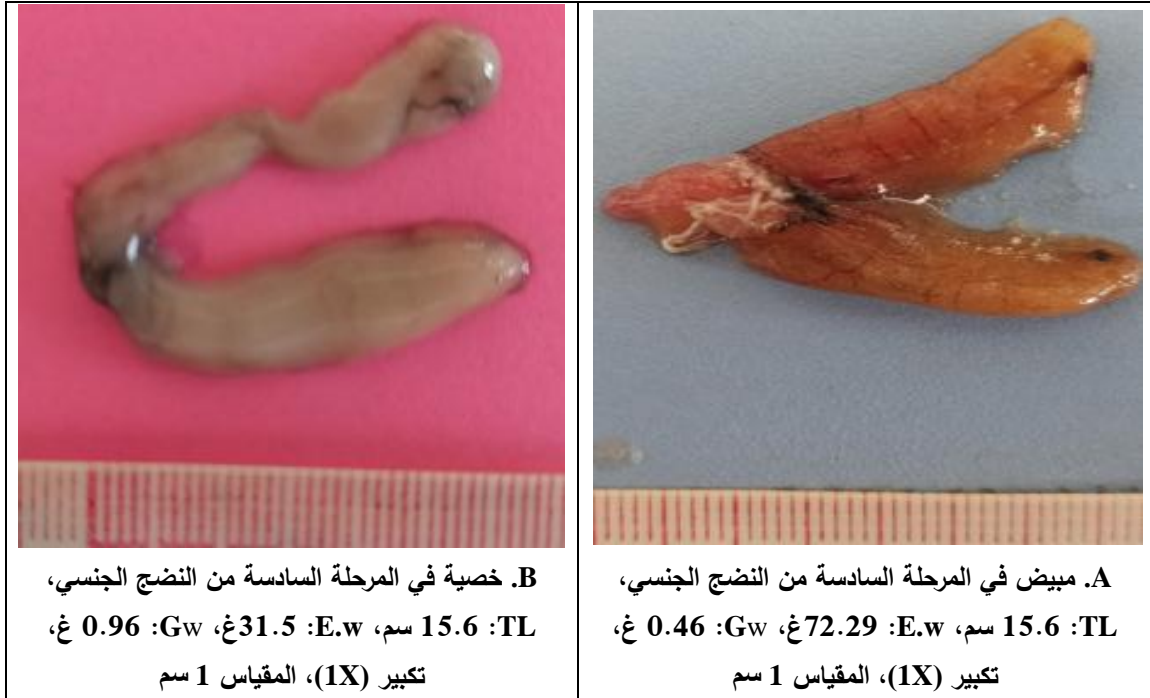 A. مبيض في المرحلة السادسة من النضج الجنسي،
TL: 15.6 سم، E.w: 72.29غ، Gw: 0.46 غ،
تكبير (1X)، المقياس 1 سم
B. خصية في المرحلة السادسة من النضج الجنسي،
TL: 15.6 سم، E.w: 31.5غ، Gw: 0.96 غ،
تكبير (1X)، المقياس 1 سم